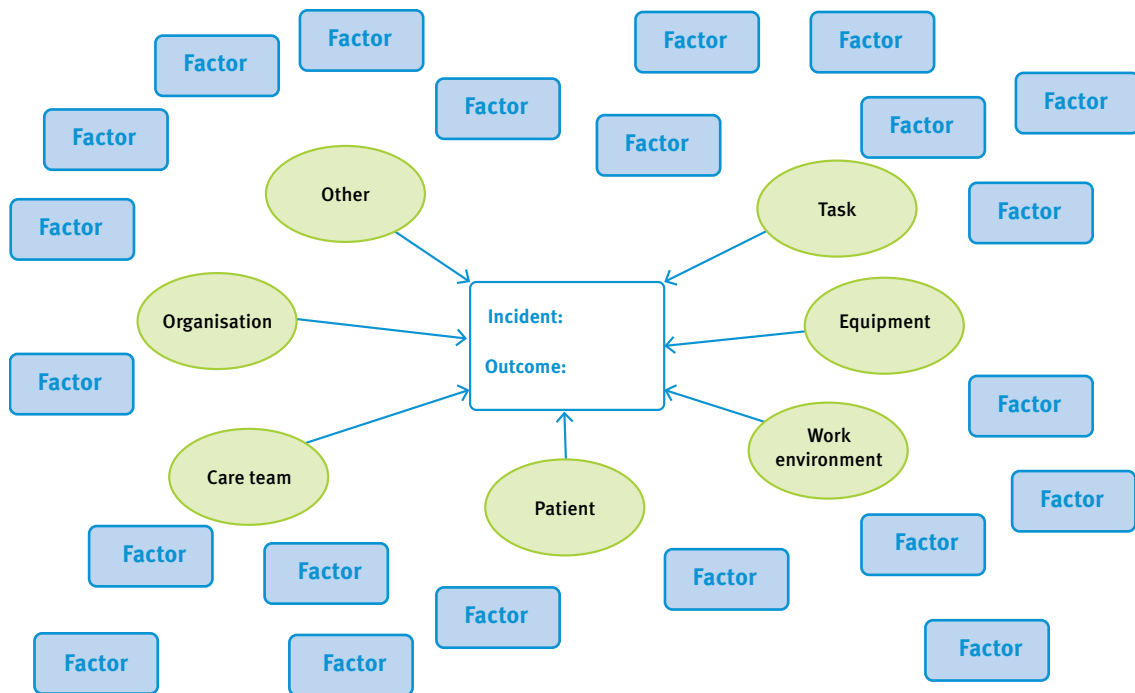 Factor
Factor
Factor
Factor
Factor
Factor
Factor
Factor
Factor
Factor
Other
Task
Factor
Factor
Organisation
Incident:
Equipment
Outcome:
Factor
Factor
Work
environment
Care team
Patient
Factor
Factor
Factor
Factor
Factor
Factor
Factor
Factor
Factor